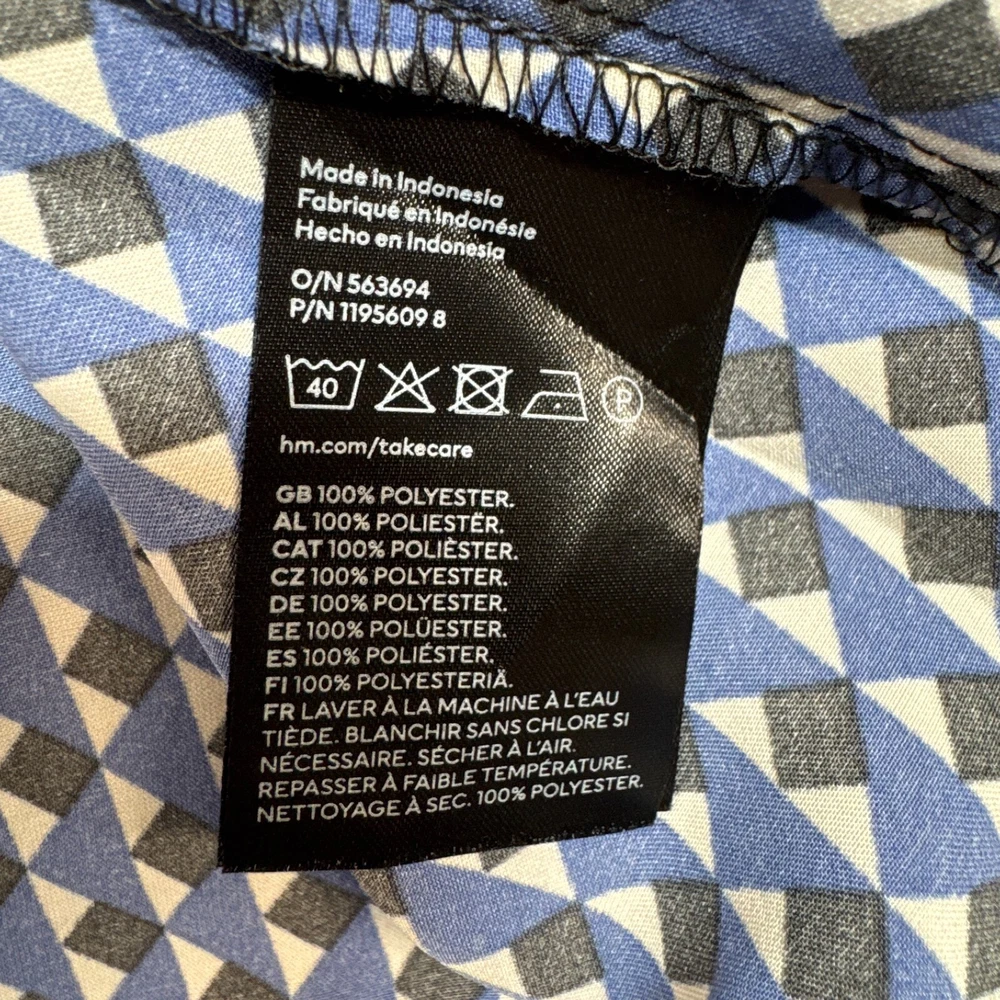 Made in Indonesia
Fabriqué en Indonésie
Hecho en Indonesia
O/N 563694
P/N 1195609 8
40 P
hm.com/takecare
GB 100% POLYESTER.
AL 100% POLIESTËR.
CAT 100% POLIÈSTER.
CZ 100% POLYESTER.
DE 100% POLYESTER.
EE 100% POLÜESTER.
ES 100% POLIÉSTER.
FI 100% POLYESTERIÄ.
FR LAVER À LA MACHINE À L'EAU
TIÈDE. BLANCHIR SANS CHLORE SI
NÉCESSAIRE. SÉCHER À L'AIR.
REPASSER À FAIBLE TEMPÉRATURE.
NETTOYAGE À SEC. 100% POLYESTER.